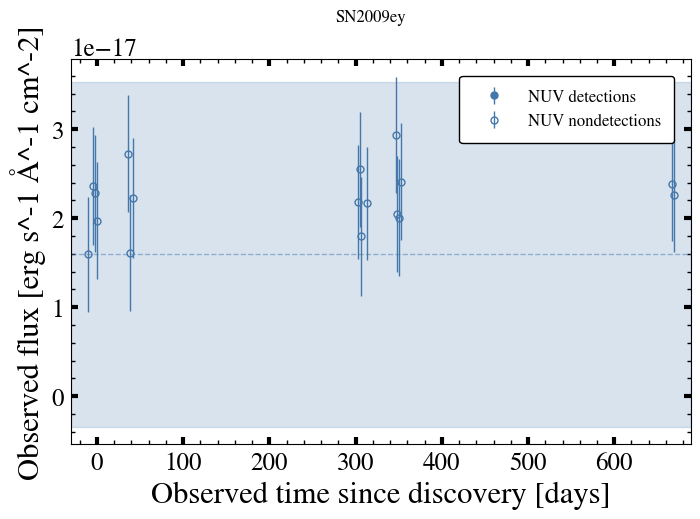 SN2009ey
1e−17
Observed flux [erg s^-1 Å^-1 cm^-2]
3
2
1
0
NUV detections
NUV nondetections
0 100 200 300 400 500 600
Observed time since discovery [days]